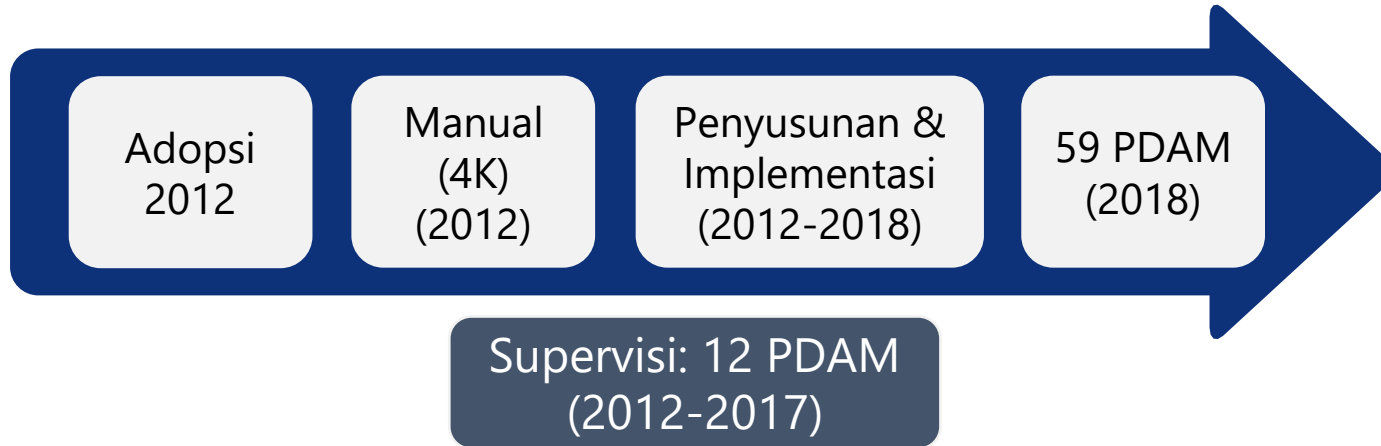 Adopsi
2012
Manual
(4K)
(2012)
Penyusunan &
Implementasi
(2012-2018)
59 PDAM
(2018)
Supervisi: 12 PDAM
(2012-2017)